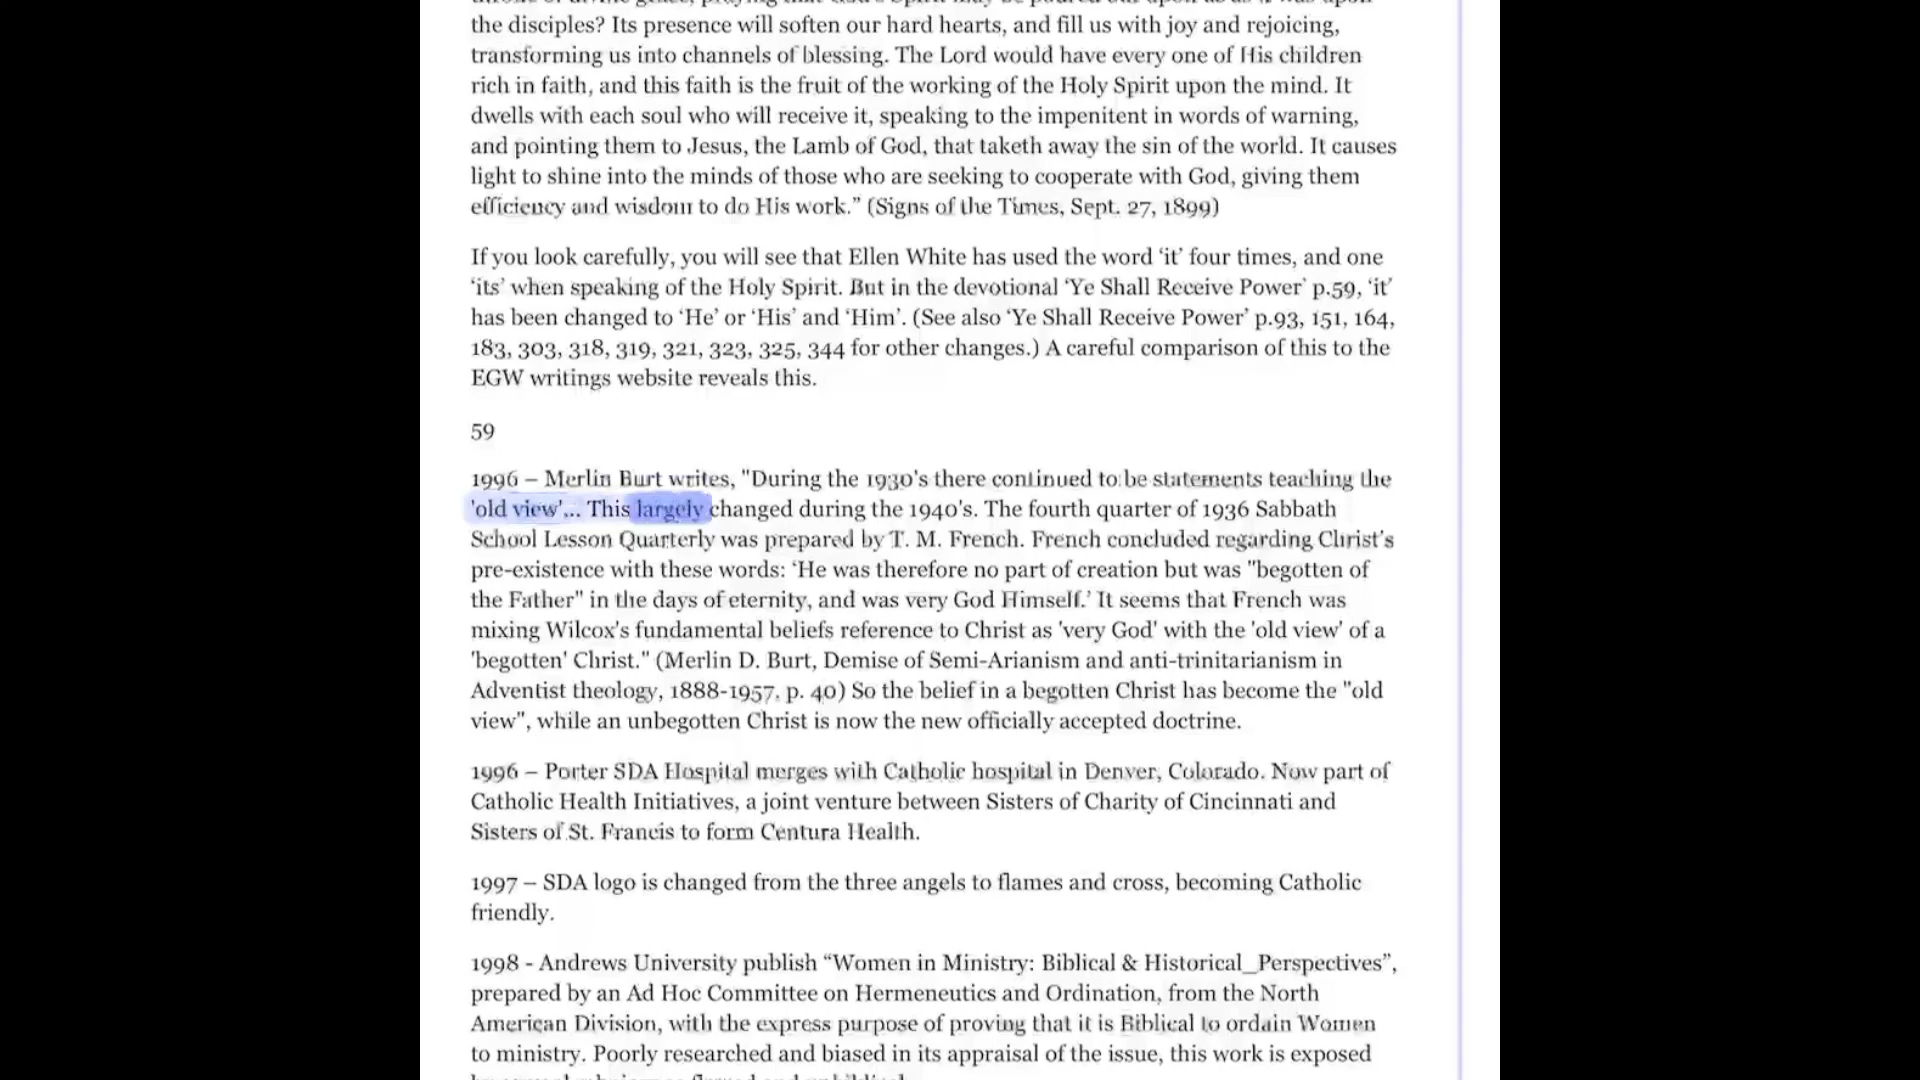 the disciples? Its presence will soften our hard hearts, and fill us with joy and rejoicing,
transforming us into channels of blessing. The Lord would have every one of His children
rich in faith, and this faith is the fruit of the working of the Holy Spirit upon the mind. It
dwells with each soul who will receive it, speaking to the impenitent in words of warning,
and pointing them to Jesus, the Lamb of God, that taketh away the sin of the world. It causes
light to shine into the minds of those who are seeking to cooperate with God, giving them
efficiency and wisdom to do His work.” (Signs of the Times, Sept. 27, 1899)
If you look carefully, you will see that Ellen White has used the word ‘it’ four times, and one
‘its’ when speaking of the Holy Spirit. But in the devotional ‘Ye Shall Receive Power’ p.59, ‘it’
has been changed to ‘He’ or ‘His’ and ‘Him’. (See also ‘Ye Shall Receive Power’ p.93, 151, 164,
183, 303, 318, 319, 321, 323, 325, 344 for other changes.) A careful comparison of this to the
EGW writings website reveals this.
59
1996 – Merlin Burt writes, "During the 1930's there continued to be statements teaching the
'old view'... This largely changed during the 1940's. The fourth quarter of 1936 Sabbath
School Lesson Quarterly was prepared by T. M. French. French concluded regarding Christ's
pre-existence with these words: ‘He was therefore no part of creation but was "begotten of
the Father" in the days of eternity, and was very God Himself.’ It seems that French was
mixing Wilcox's fundamental beliefs reference to Christ as 'very God' with the 'old view' of a
'begotten' Christ." (Merlin D. Burt, Demise of Semi-Arianism and anti-trinitarianism in
Adventist theology, 1888-1957, p. 40) So the belief in a begotten Christ has become the "old
view", while an unbegotten Christ is now the new officially accepted doctrine.
1996 – Porter SDA Hospital merges with Catholic hospital in Denver, Colorado. Now part of
Catholic Health Initiatives, a joint venture between Sisters of Charity of Cincinnati and
Sisters of St. Francis to form Centura Health.
1997 – SDA logo is changed from the three angels to flames and cross, becoming Catholic
friendly.
1998 - Andrews University publish “Women in Ministry: Biblical & Historical_Perspectives”,
prepared by an Ad Hoc Committee on Hermeneutics and Ordination, from the North
American Division, with the express purpose of proving that it is Biblical to ordain Women
to ministry. Poorly researched and biased in its appraisal of the issue, this work is exposed